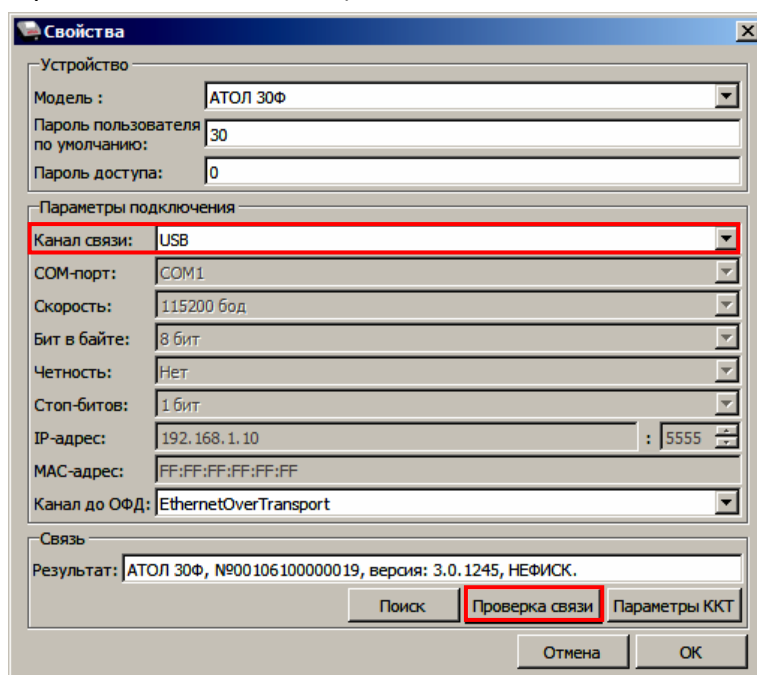 Свойства
Устройство
Модель : АТОЛ 30Ф
Пароль пользователя
по умолчанию: 30
Пароль доступа: 0
Параметры подключения
Канал связи: USB
COM-порт: COM1
Скорость: 115200 бод
Бит в байте: 8 бит
Четность: Нет
Стоп-битов: 1 бит
IP-адрес: 192.168.1.10 : 5555
MAC-адрес: FF:FF:FF:FF:FF:FF
Канал до ОФД: EthernetOverTransport
Связь
Результат: АТОЛ 30Ф, №00106100000019, версия: 3.0.1245, НЕФИСК.
Поиск Проверка связи Параметры ККТ
Отмена ОК